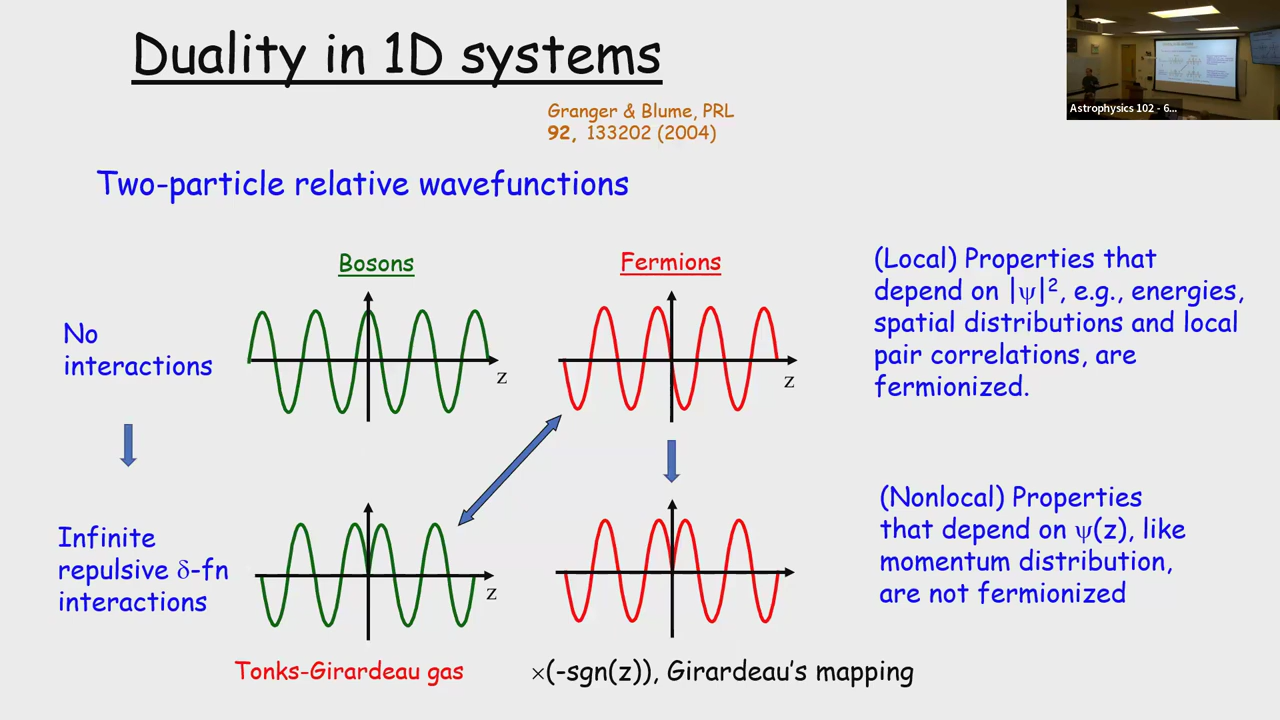 Duality in 1D systems
Granger & Blume, PRL
92, 133202 (2004)
Astrophysics 102 - 6...
Two-particle relative wavefunctions
Bosons
Fermions
No
interactions
z
z
(Local) Properties that
depend on |ψ|², e.g., energies,
spatial distributions and local
pair correlations, are
fermionized.
Infinite
repulsive δ-fn
interactions
z
(Nonlocal) Properties
that depend on ψ(z), like
momentum distribution,
are not fermionized
Tonks-Girardeau gas
×(-sgn(z)), Girardeau's mapping